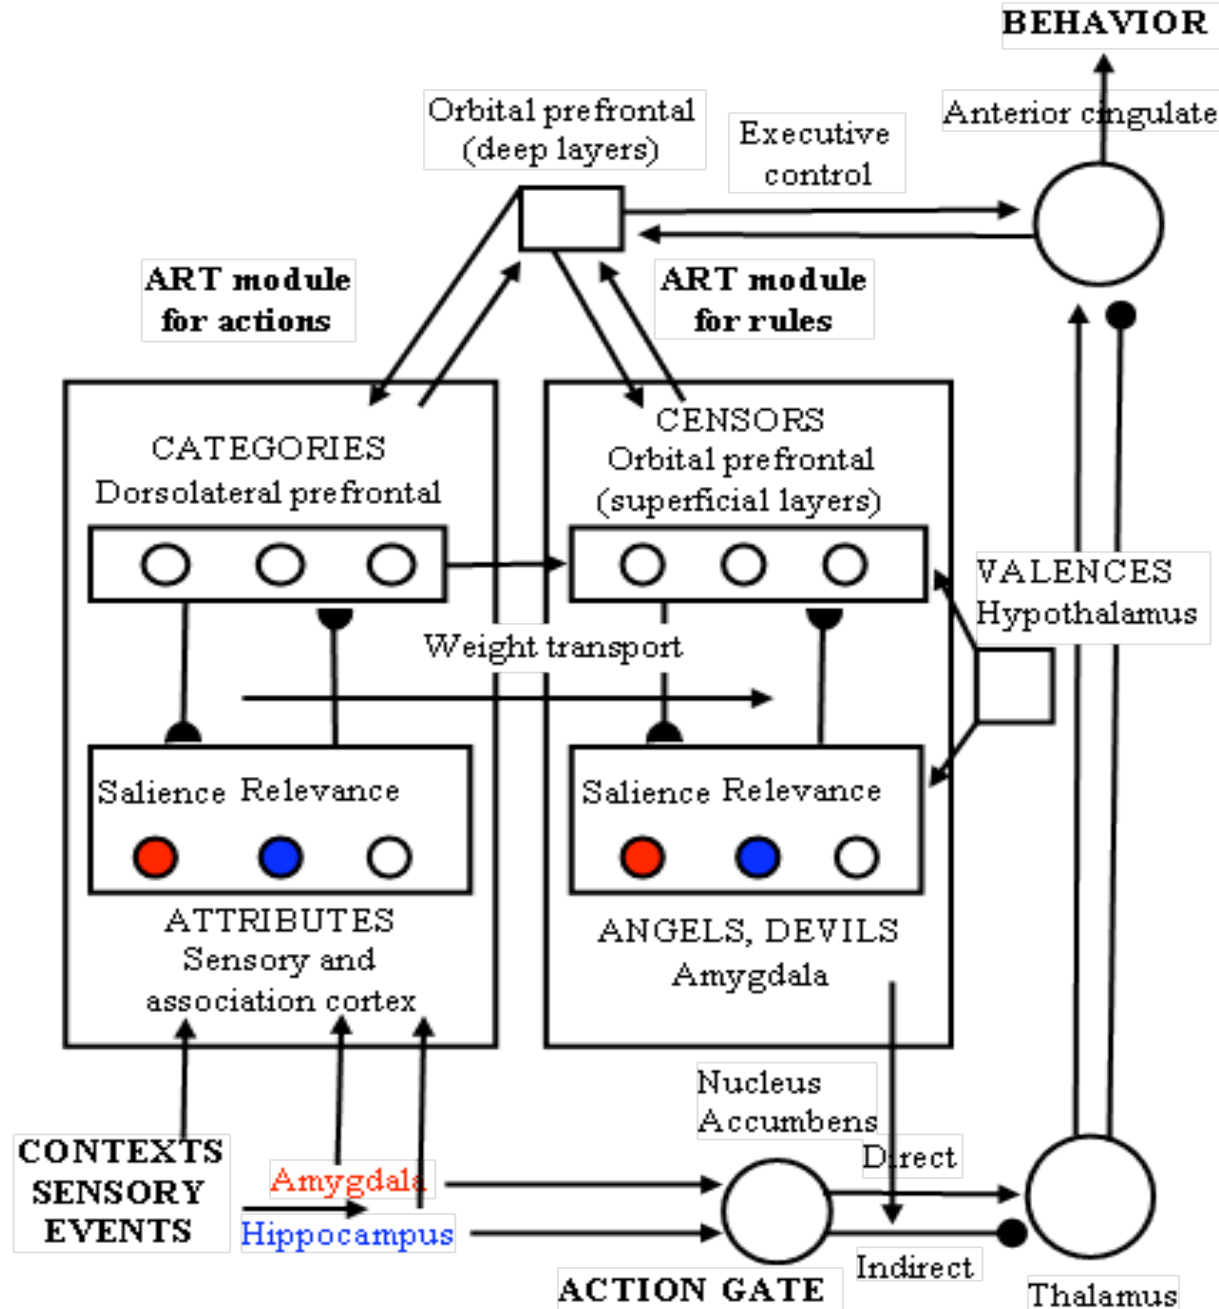 BEHAVIOR
Anterior cingulate
Orbital prefrontal
(deep layers)
Executive
control
ART module
for actions
ART module
for rules
CATEGORIES
Dorsolateral prefrontal
CENSORS
Orbital prefrontal
(superficial layers)
VALENCES
Hypothalamus
Weight transport
Salience Relevance
Salience Relevance
ATTRIBUTES
Sensory and
association cortex
ANGELS, DEVILS
Amygdala
Nucleus
Accumbens
CONTEXTS
SENSORY
EVENTS
Amygdala
Hippocampus
Direct
Indirect
ACTION GATE
Thalamus